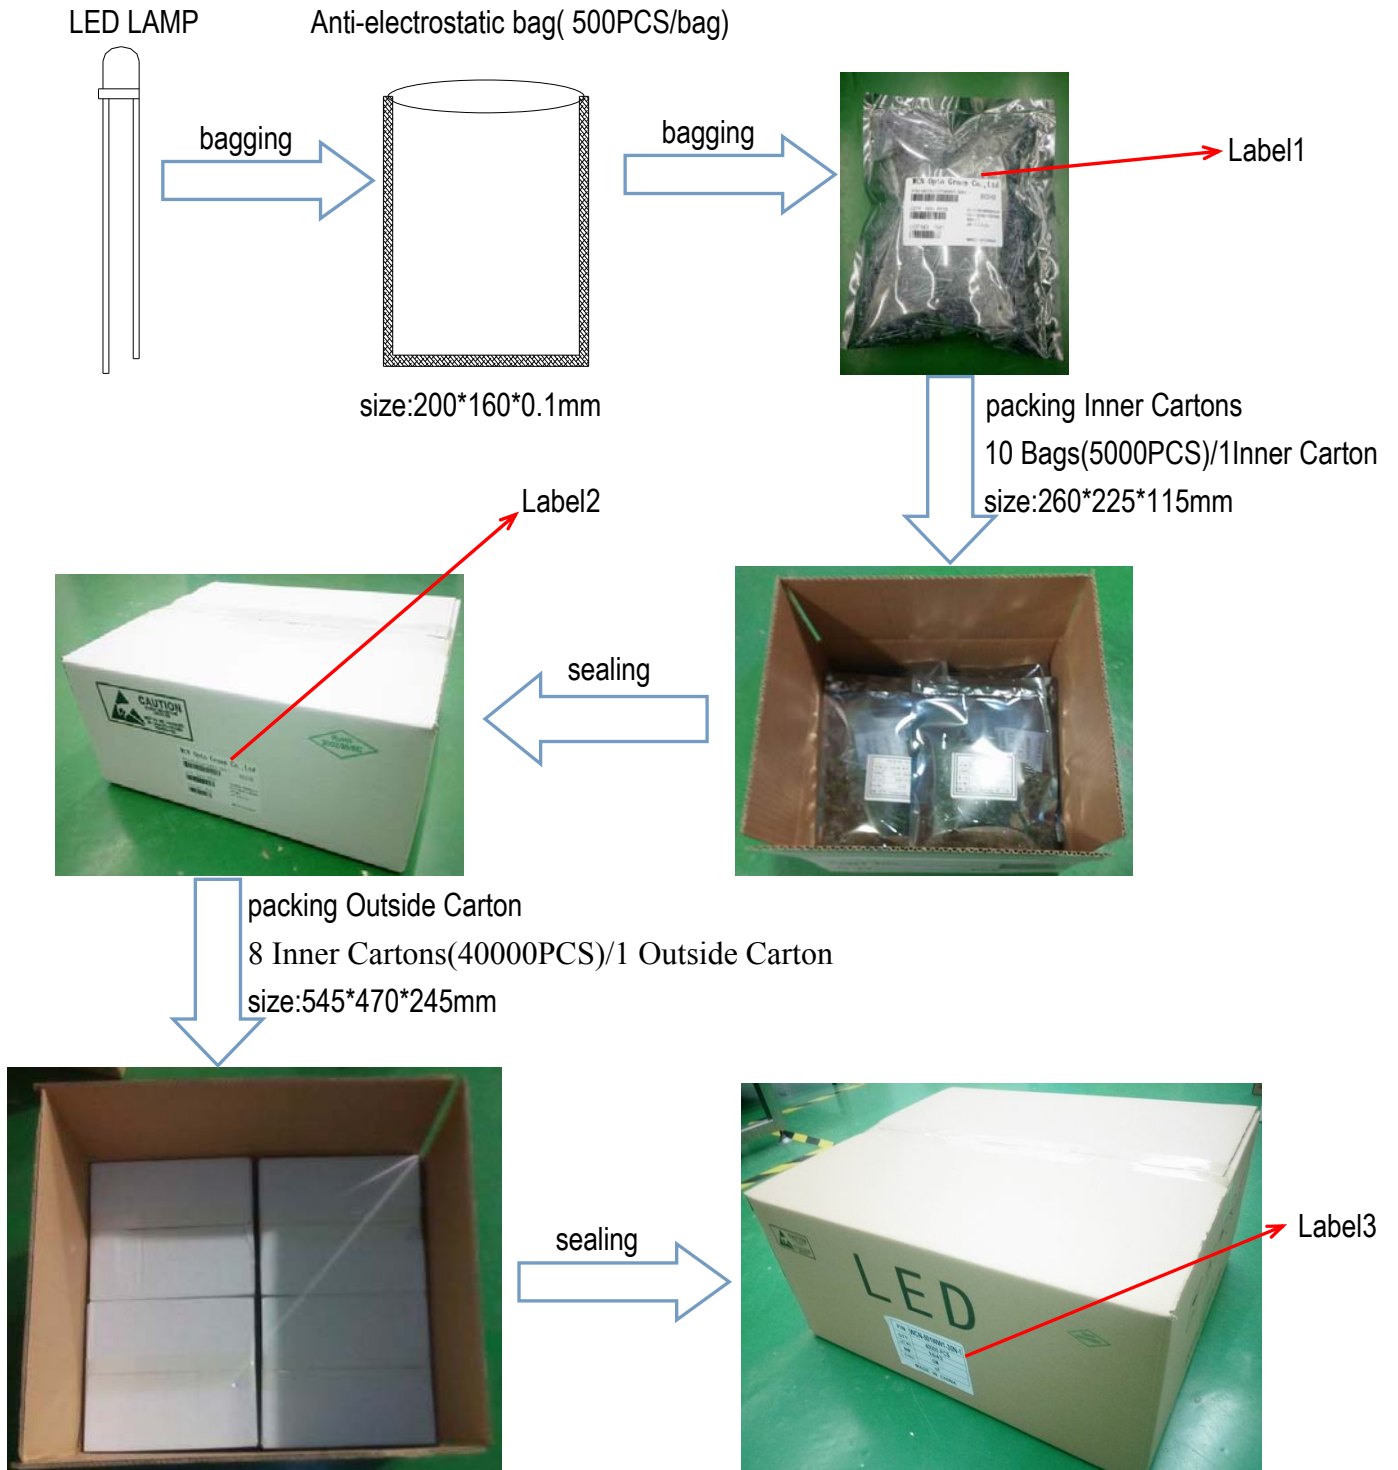 LED LAMP
Anti-electrostatic bag( 500PCS/bag)
bagging
bagging
Label1
size:200*160*0.1mm
packing Inner Cartons
10 Bags(5000PCS)/1Inner Carton
size:260*225*115mm
Label2
sealing
CAUTION
packing Outside Carton
8 Inner Cartons(40000PCS)/1 Outside Carton
size:545*470*245mm
sealing
Label3
LED